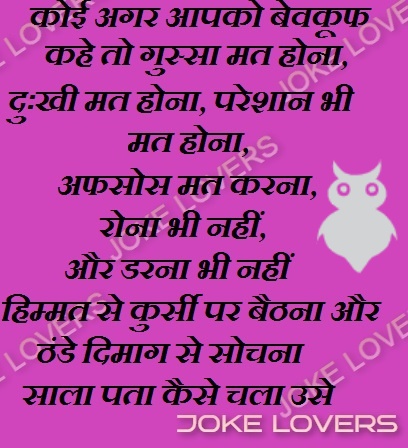 कोई अगर आपको बेवकूफ
कहे तो गुस्सा मत होना,
दुःखी मत होना, परेशान भी
मत होना,
अफसोस मत करना,
रोना भी नहीं,
और डरना भी नहीं
हिम्मत से कुर्सी पर बैठना और
ठंडे दिमाग से सोचना
साला पता कैसे चला उसे
JOKE LOVERS